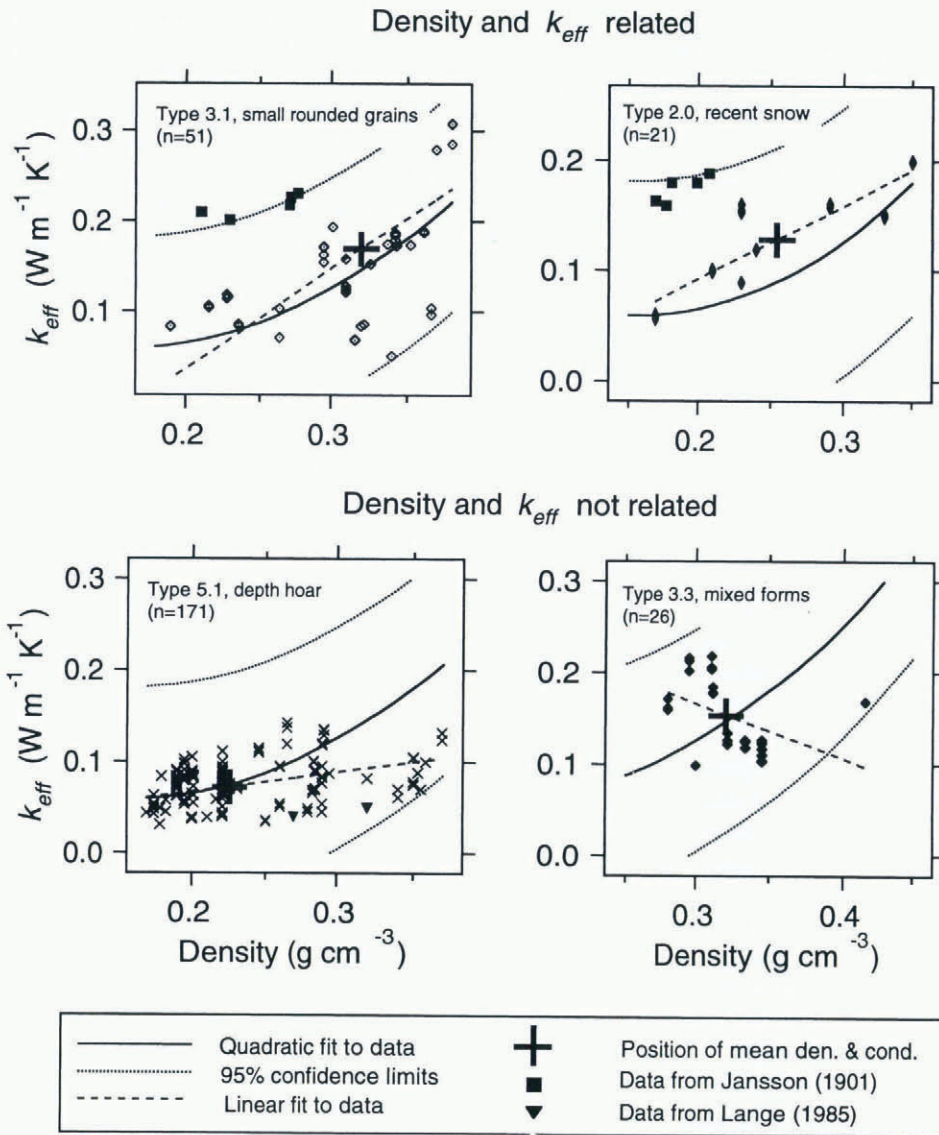 Density and k_eff related
Type 3.1, small rounded grains
(n=51)
Type 2.0, recent snow
(n=21)
0.3
0.2
0.1
k_eff (W m⁻¹ K⁻¹)
0.2
0.1
0.0
0.2 0.3
0.2 0.3
Density and k_eff not related
Type 5.1, depth hoar
(n=171)
Type 3.3, mixed forms
(n=26)
0.3
0.2
0.1
0.0
k_eff (W m⁻¹ K⁻¹)
0.3
0.2
0.1
0.0
0.2 0.3
0.3 0.4
Density (g cm⁻³)
Density (g cm⁻³)
Quadratic fit to data
95% confidence limits
Linear fit to data
Position of mean den. & cond.
Data from Jansson (1901)
Data from Lange (1985)